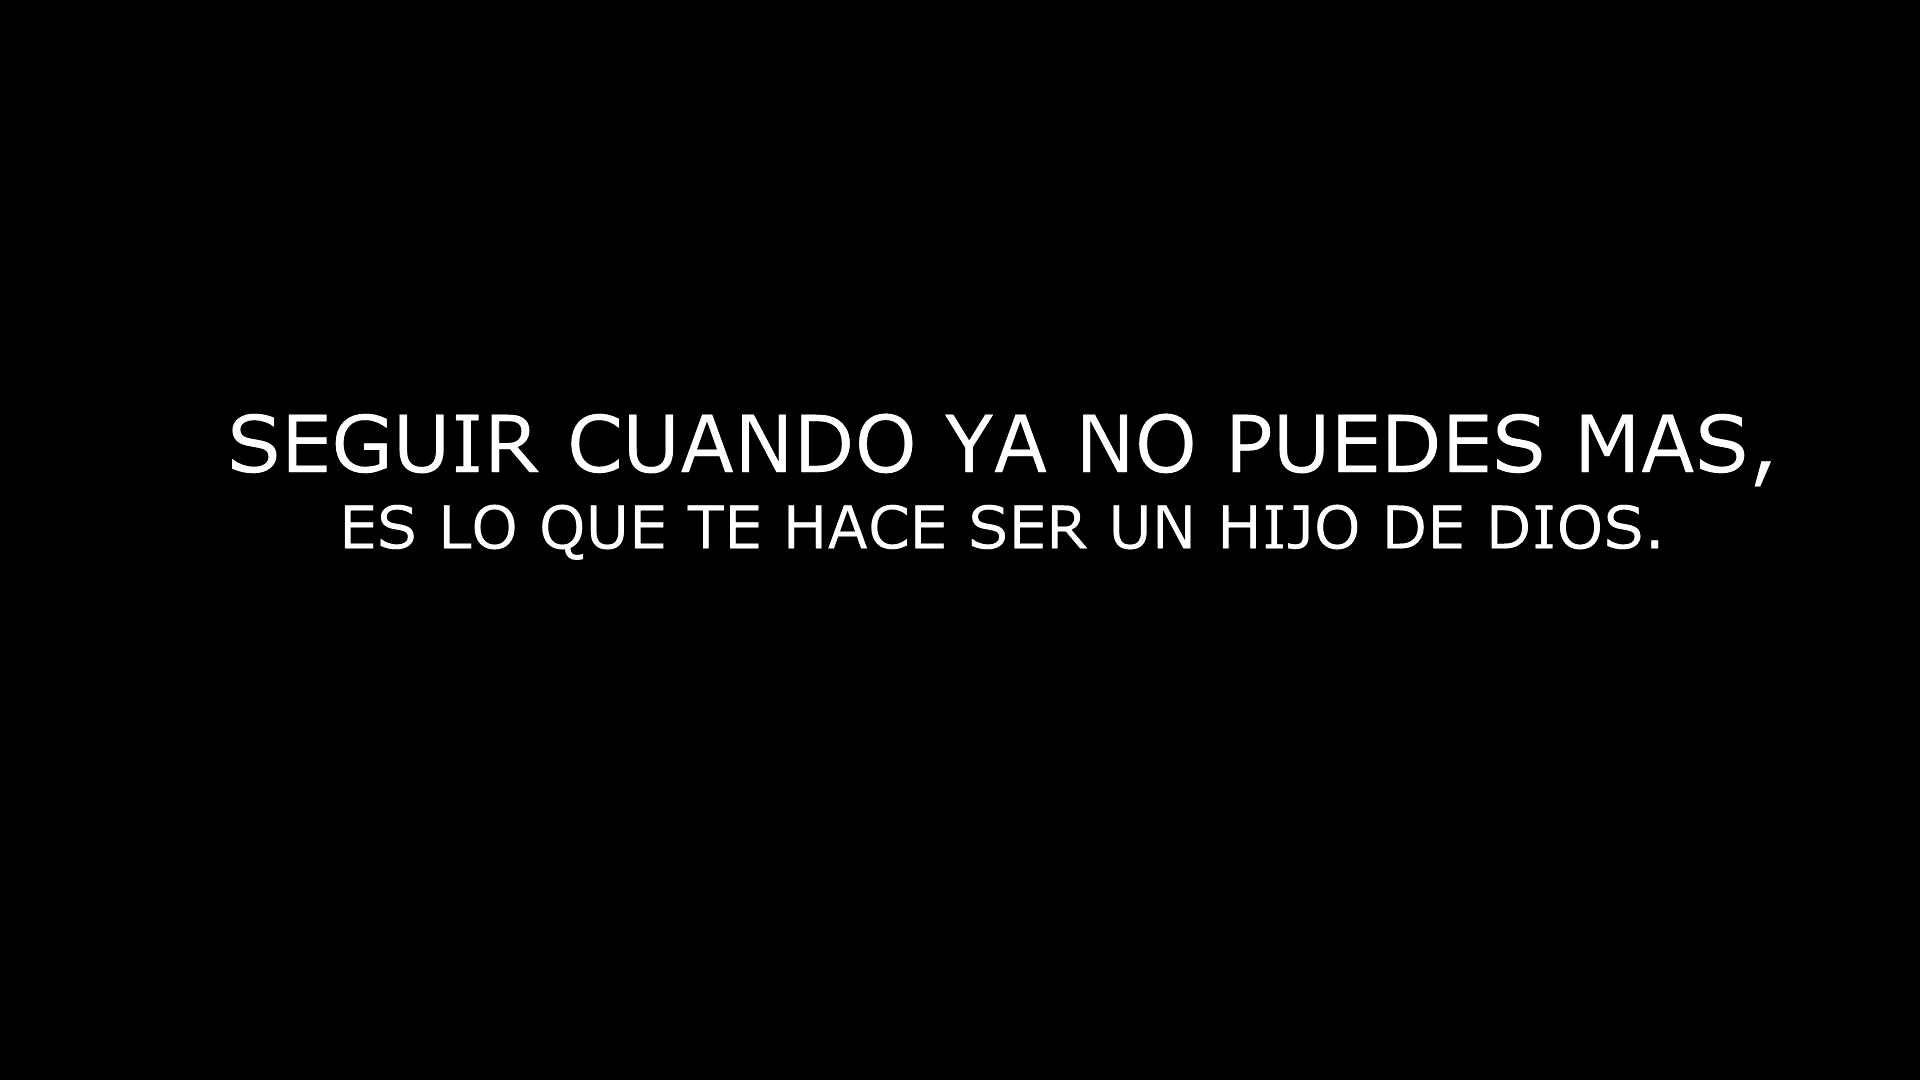 SEGUIR CUANDO YA NO PUEDES MAS,
ES LO QUE TE HACE SER UN HIJO DE DIOS.